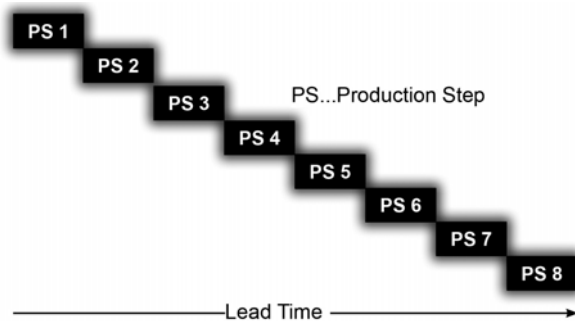 PS 1
PS 2
PS 3
PS...Production Step
PS 4
PS 5
PS 6
PS 7
PS 8
Lead Time